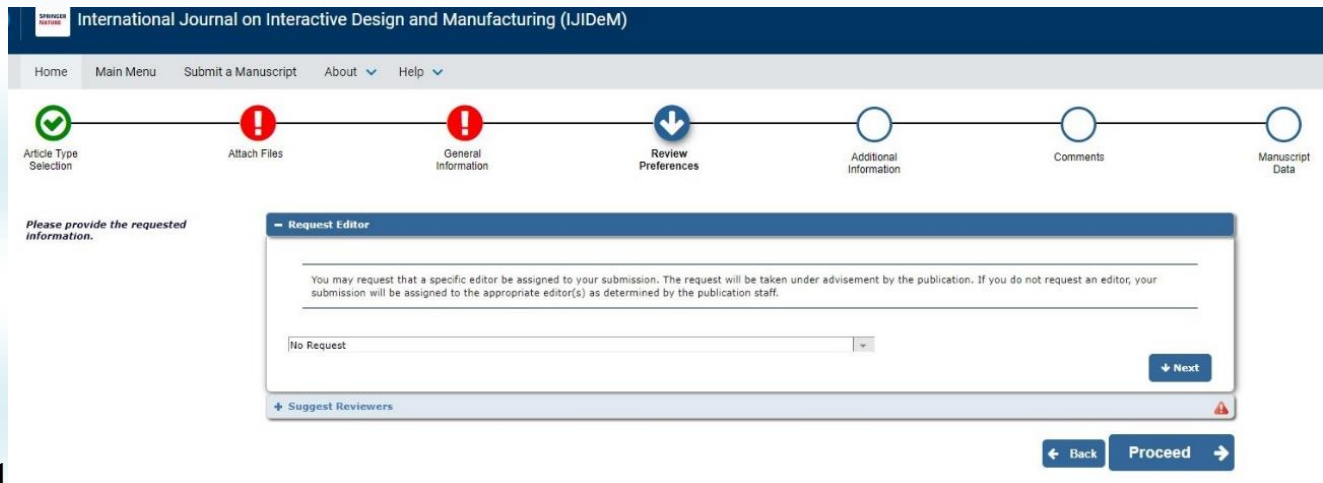 SPRINGER NATURE
International Journal on Interactive Design and Manufacturing (IJIDeM)
Home Main Menu Submit a Manuscript About Help
Article Type Selection
Attach Files
General Information
Review Preferences
Additional Information
Comments
Manuscript Data
Please provide the requested
information.
− Request Editor
You may request that a specific editor be assigned to your submission. The request will be taken under advisement by the publication. If you do not request an editor, your
submission will be assigned to the appropriate editor(s) as determined by the publication staff.
No Request
Next
+ Suggest Reviewers
Back
Proceed